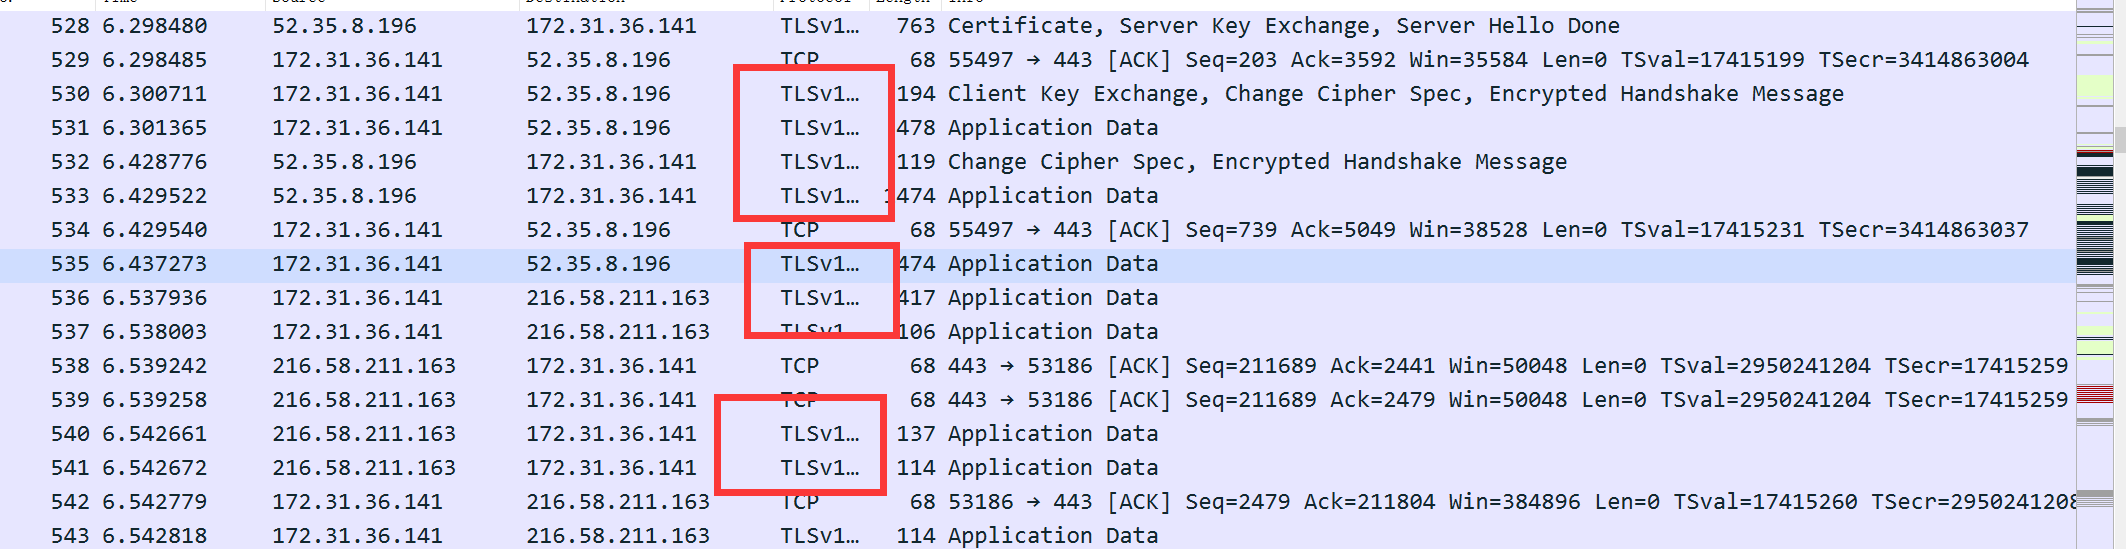 528 6.298480 52.35.8.196 172.31.36.141 TLSv1… 763 Certificate, Server Key Exchange, Server Hello Done
529 6.298485 172.31.36.141 52.35.8.196 TCP 68 55497 → 443 [ACK] Seq=203 Ack=3592 Win=35584 Len=0 TSval=17415199 TSecr=3414863004
530 6.300711 172.31.36.141 52.35.8.196 TLSv1… 194 Client Key Exchange, Change Cipher Spec, Encrypted Handshake Message
531 6.301365 172.31.36.141 52.35.8.196 TLSv1… 478 Application Data
532 6.428776 52.35.8.196 172.31.36.141 TLSv1… 119 Change Cipher Spec, Encrypted Handshake Message
533 6.429522 52.35.8.196 172.31.36.141 TLSv1… 1474 Application Data
534 6.429540 172.31.36.141 52.35.8.196 TCP 68 55497 → 443 [ACK] Seq=739 Ack=5049 Win=38528 Len=0 TSval=17415231 TSecr=3414863037
535 6.437273 172.31.36.141 52.35.8.196 TLSv1… 474 Application Data
536 6.537936 172.31.36.141 216.58.211.163 TLSv1… 417 Application Data
537 6.538003 172.31.36.141 216.58.211.163 TLSv1… 106 Application Data
538 6.539242 216.58.211.163 172.31.36.141 TCP 68 443 → 53186 [ACK] Seq=211689 Ack=2441 Win=50048 Len=0 TSval=2950241204 TSecr=17415259
539 6.539258 216.58.211.163 172.31.36.141 TCP 68 443 → 53186 [ACK] Seq=211689 Ack=2479 Win=50048 Len=0 TSval=2950241204 TSecr=17415259
540 6.542661 216.58.211.163 172.31.36.141 TLSv1… 137 Application Data
541 6.542672 216.58.211.163 172.31.36.141 TLSv1… 114 Application Data
542 6.542779 172.31.36.141 216.58.211.163 TCP 68 53186 → 443 [ACK] Seq=2479 Ack=211804 Win=384896 Len=0 TSval=17415260 TSecr=2950241208
543 6.542818 172.31.36.141 216.58.211.163 TLSv1… 114 Application Data